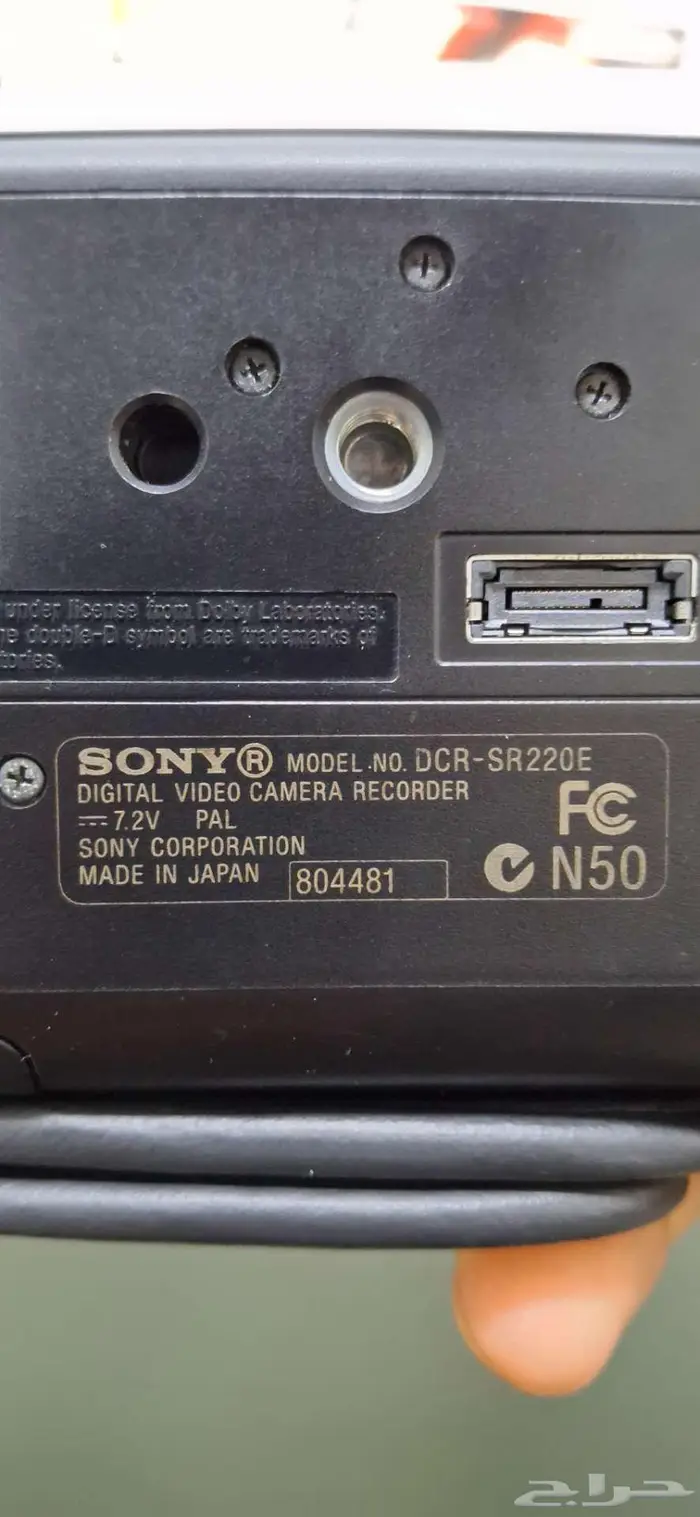 under license from Dolby Laboratories.
double-D symbol are trademarks of
SONY® MODEL NO. DCR-SR220E
DIGITAL VIDEO CAMERA RECORDER
7.2V PAL
SONY CORPORATION
MADE IN JAPAN 804481
FC
N50
حراج